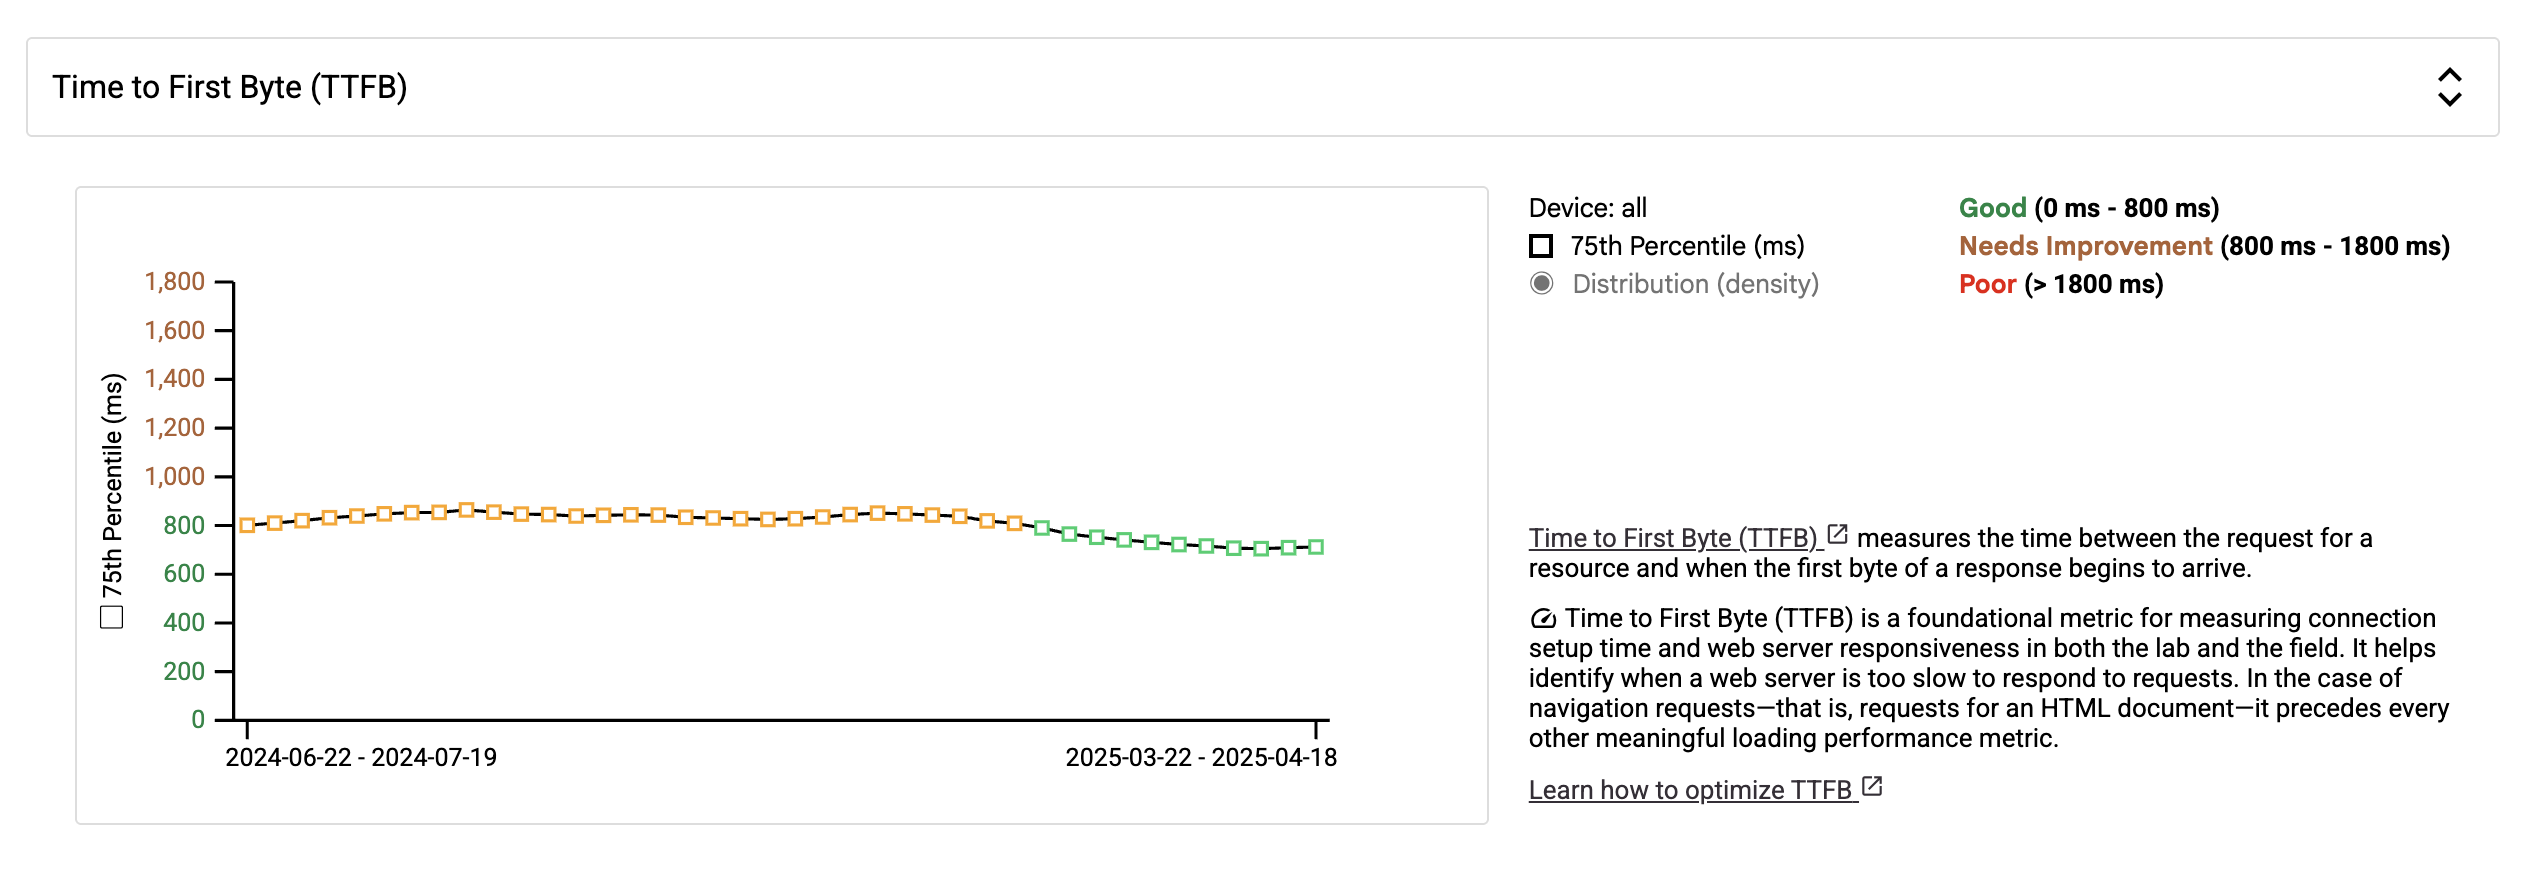 Time to First Byte (TTFB)
Device: all
75th Percentile (ms)
Distribution (density)
Good (0 ms - 800 ms)
Needs Improvement (800 ms - 1800 ms)
Poor (> 1800 ms)
75th Percentile (ms)
1,800
1,600
1,400
1,200
1,000
800
600
400
200
0
2024-06-22 - 2024-07-19
2025-03-22 - 2025-04-18
Time to First Byte (TTFB) measures the time between the request for a
resource and when the first byte of a response begins to arrive.
Time to First Byte (TTFB) is a foundational metric for measuring connection
setup time and web server responsiveness in both the lab and the field. It helps
identify when a web server is too slow to respond to requests. In the case of
navigation requests—that is, requests for an HTML document—it precedes every
other meaningful loading performance metric.
Learn how to optimize TTFB